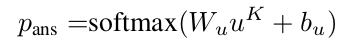 p_ans =softmax(W_u u^K + b_u)